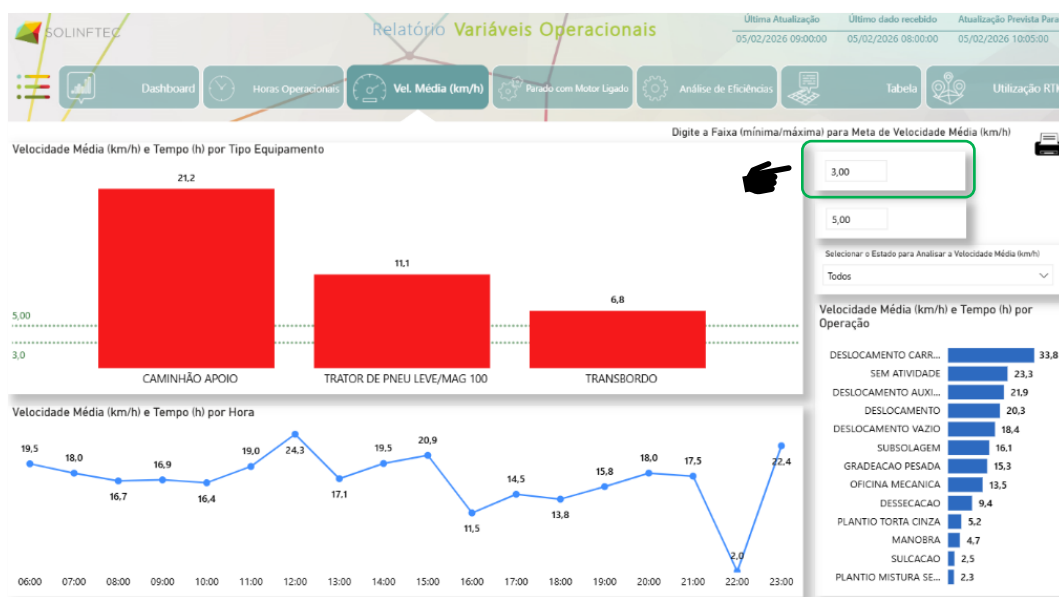 SOLINFTEC
Relatório Variáveis Operacionais
Última Atualização
Último dado recebido
Atualização Prevista Para
05/02/2026 09:00:00
05/02/2026 08:00:00
05/02/2026 10:05:00
Dashboard
Horas Operacionais
Vel. Média (km/h)
Parado com Motor Ligado
Análise de Eficiências
Tabela
Utilização RTK
Digite a Faixa (mínima/máxima) para Meta de Velocidade Média (km/h)
3,00
5,00
Selecionar o Estado para Analisar a Velocidade Média (km/h)
Todos
Velocidade Média (km/h) e Tempo (h) por Tipo Equipamento
21,2
11,1
6,8
5,00
3,0
CAMINHÃO APOIO
TRATOR DE PNEU LEVE/MAG 100
TRANSBORDO
Velocidade Média (km/h) e Tempo (h) por
Operação
DESLOCAMENTO CARR... 33,8
SEM ATIVIDADE 23,3
DESLOCAMENTO AUXI... 21,9
DESLOCAMENTO 20,3
DESLOCAMENTO VAZIO 18,4
SUBSOLAGEM 16,1
GRADEACAO PESADA 15,3
OFICINA MECANICA 13,5
DESSECACAO 9,4
PLANTIO TORTA CINZA 5,2
MANOBRA 4,7
SULCACAO 2,5
PLANTIO MISTURA SE... 2,3
Velocidade Média (km/h) e Tempo (h) por Hora
19,5 18,0 16,7 16,9 16,4 19,0 24,3 17,1 19,5 20,9 11,5 14,5 13,8 15,8 18,0 17,5 2,0 22,4
06:00 07:00 08:00 09:00 10:00 11:00 12:00 13:00 14:00 15:00 16:00 17:00 18:00 19:00 20:00 21:00 22:00 23:00